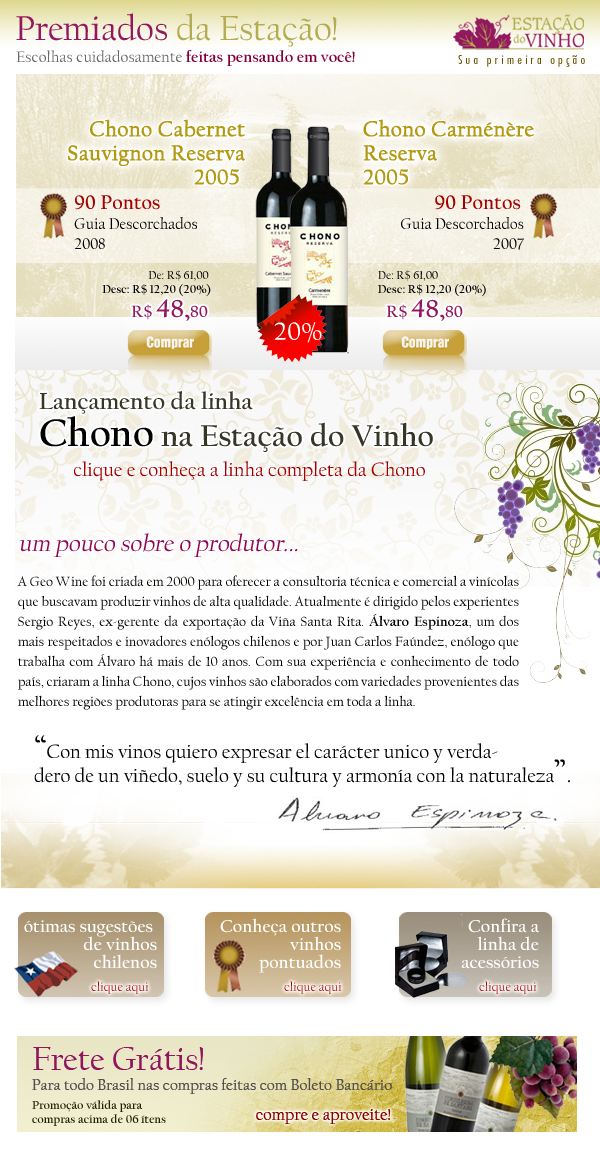 Premiados da Estação!
Escolhas cuidadosamente feitas pensando em você!
ESTAÇÃO
do VINHO
Sua primeira opção
Chono Cabernet
Sauvignon Reserva
2005
90 Pontos
Guia Descorchados
2008
De: R$ 61,00
Desc: R$ 12,20 (20%)
R$ 48,80
Comprar
CHONO
RESERVA
Cabernet Sauv
CHONO
RESERVA
Carménère
20%
Chono Carménère
Reserva
2005
90 Pontos
Guia Descorchados
2007
De: R$ 61,00
Desc: R$ 12,20 (20%)
R$ 48,80
Comprar
Lançamento da linha
Chono na Estação do Vinho
clique e conheça a linha completa da Chono
um pouco sobre o produtor...
A Geo Wine foi criada em 2000 para oferecer a consultoria técnica e comercial a vinícolas
que buscavam produzir vinhos de alta qualidade. Atualmente é dirigido pelos experientes
Sergio Reyes, ex-gerente da exportação da Viña Santa Rita. Álvaro Espinoza, um dos
mais respeitados e inovadores enólogos chilenos e por Juan Carlos Faúndez, enólogo que
trabalha com Álvaro há mais de 10 anos. Com sua experiência e conhecimento de todo
país, criaram a linha Chono, cujos vinhos são elaborados com variedades provenientes das
melhores regiões produtoras para se atingir excelência em toda a linha.
“Con mis vinos quiero expresar el carácter unico y verda-
dero de un viñedo, suelo y su cultura y armonía con la naturaleza”.
Alvaro Espinoza.
ótimas sugestões
de vinhos
chilenos
clique aqui
Conheça outros
vinhos
pontuados
clique aqui
Confira a
linha de
acessórios
clique aqui
Frete Grátis!
Para todo Brasil nas compras feitas com Boleto Bancário
Promoção válida para
compras acima de 06 ítens
compre e aproveite!